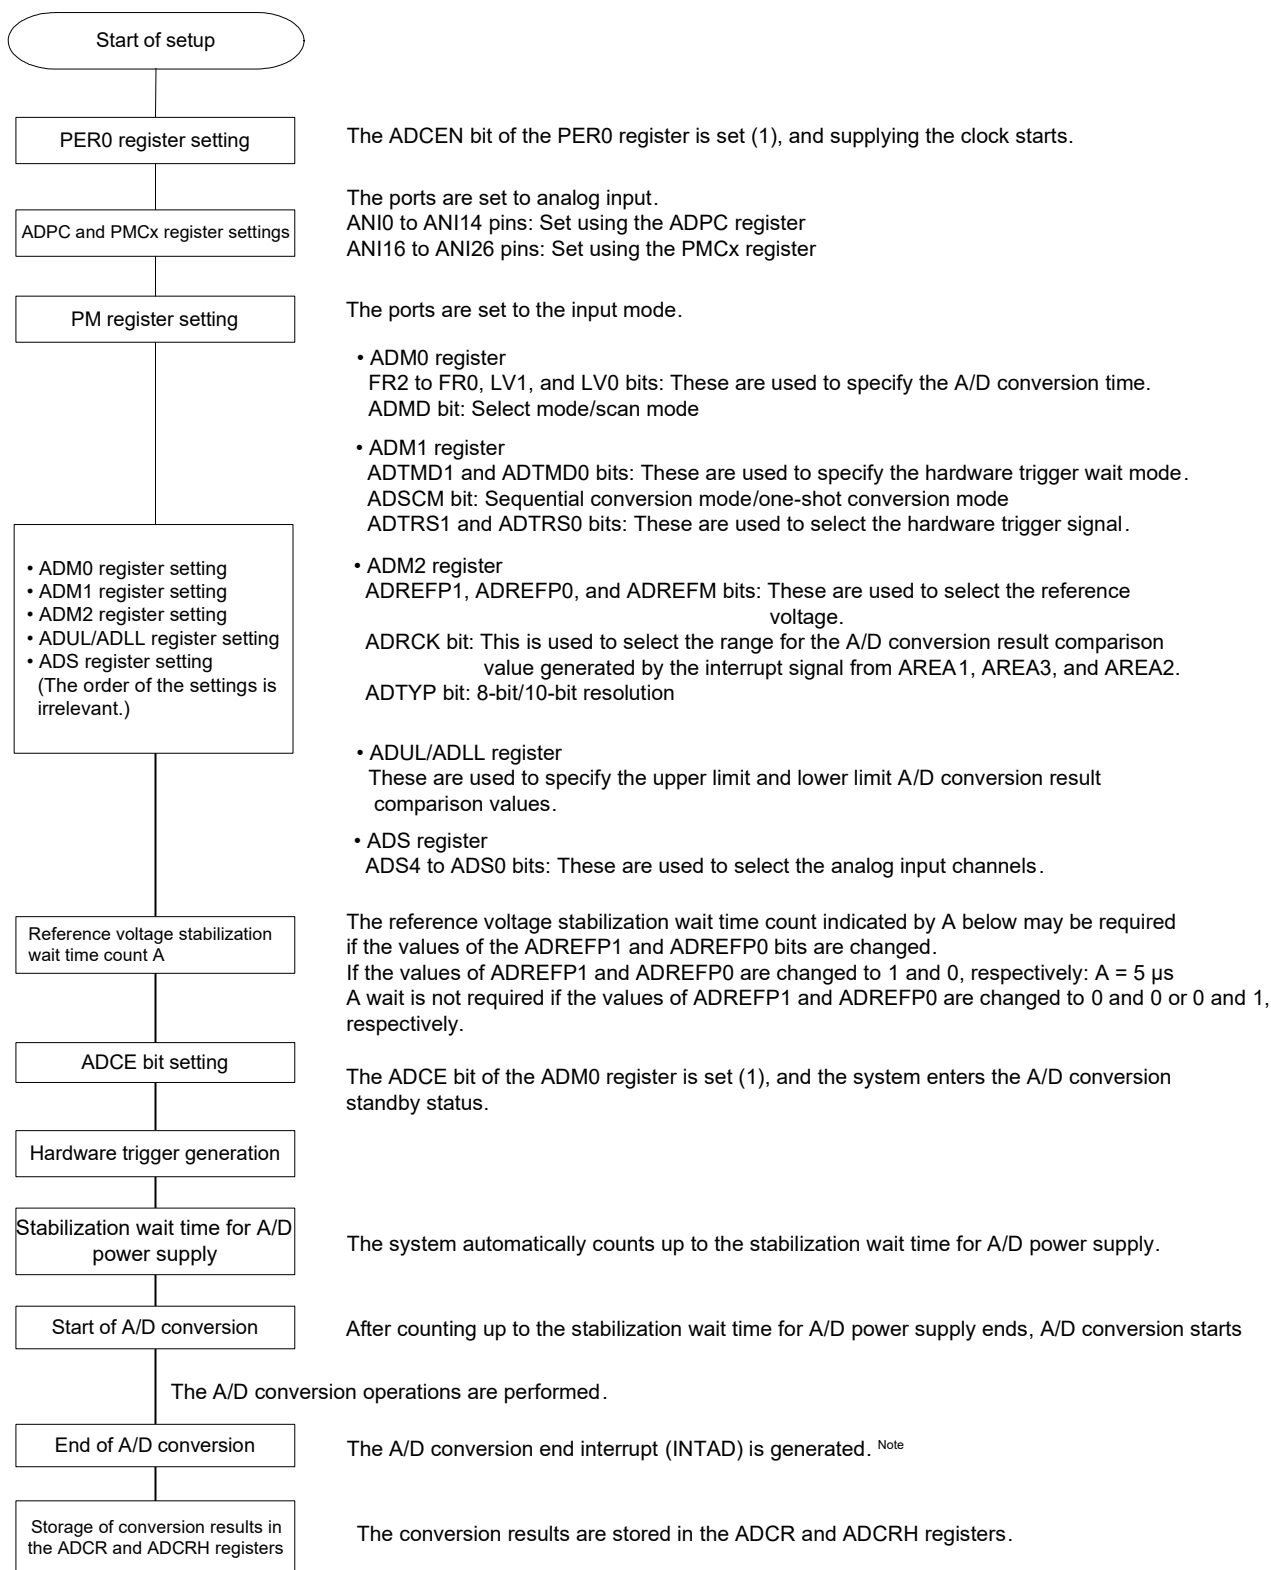 Start of setup
PER0 register setting
The ADCEN bit of the PER0 register is set (1), and supplying the clock starts.
ADPC and PMCx register settings
The ports are set to analog input.
ANI0 to ANI14 pins: Set using the ADPC register
ANI16 to ANI26 pins: Set using the PMCx register
PM register setting
The ports are set to the input mode.
• ADM0 register setting
• ADM1 register setting
• ADM2 register setting
• ADUL/ADLL register setting
• ADS register setting
(The order of the settings is
irrelevant.)
• ADM0 register
FR2 to FR0, LV1, and LV0 bits: These are used to specify the A/D conversion time.
ADMD bit: Select mode/scan mode
• ADM1 register
ADTMD1 and ADTMD0 bits: These are used to specify the hardware trigger wait mode.
ADSCM bit: Sequential conversion mode/one-shot conversion mode
ADTRS1 and ADTRS0 bits: These are used to select the hardware trigger signal.
• ADM2 register
ADREFP1, ADREFP0, and ADREFM bits: These are used to select the reference
voltage.
ADRCK bit: This is used to select the range for the A/D conversion result comparison
value generated by the interrupt signal from AREA1, AREA3, and AREA2.
ADTYP bit: 8-bit/10-bit resolution
• ADUL/ADLL register
These are used to specify the upper limit and lower limit A/D conversion result
comparison values.
• ADS register
ADS4 to ADS0 bits: These are used to select the analog input channels.
Reference voltage stabilization
wait time count A
The reference voltage stabilization wait time count indicated by A below may be required
if the values of the ADREFP1 and ADREFP0 bits are changed.
If the values of ADREFP1 and ADREFP0 are changed to 1 and 0, respectively: A = 5 μs
A wait is not required if the values of ADREFP1 and ADREFP0 are changed to 0 and 0 or 0 and 1,
respectively.
ADCE bit setting
The ADCE bit of the ADM0 register is set (1), and the system enters the A/D conversion
standby status.
Hardware trigger generation
Stabilization wait time for A/D
power supply
The system automatically counts up to the stabilization wait time for A/D power supply.
Start of A/D conversion
After counting up to the stabilization wait time for A/D power supply ends, A/D conversion starts
The A/D conversion operations are performed.
End of A/D conversion
The A/D conversion end interrupt (INTAD) is generated. Note
Storage of conversion results in
the ADCR and ADCRH registers
The conversion results are stored in the ADCR and ADCRH registers.